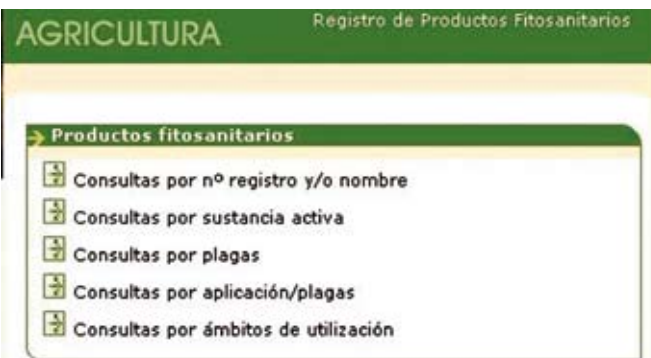 AGRICULTURA
Registro de Productos Fitosanitarios
Productos fitosanitarios
Consultas por nº registro y/o nombre
Consultas por sustancia activa
Consultas por plagas
Consultas por aplicación/plagas
Consultas por ámbitos de utilización